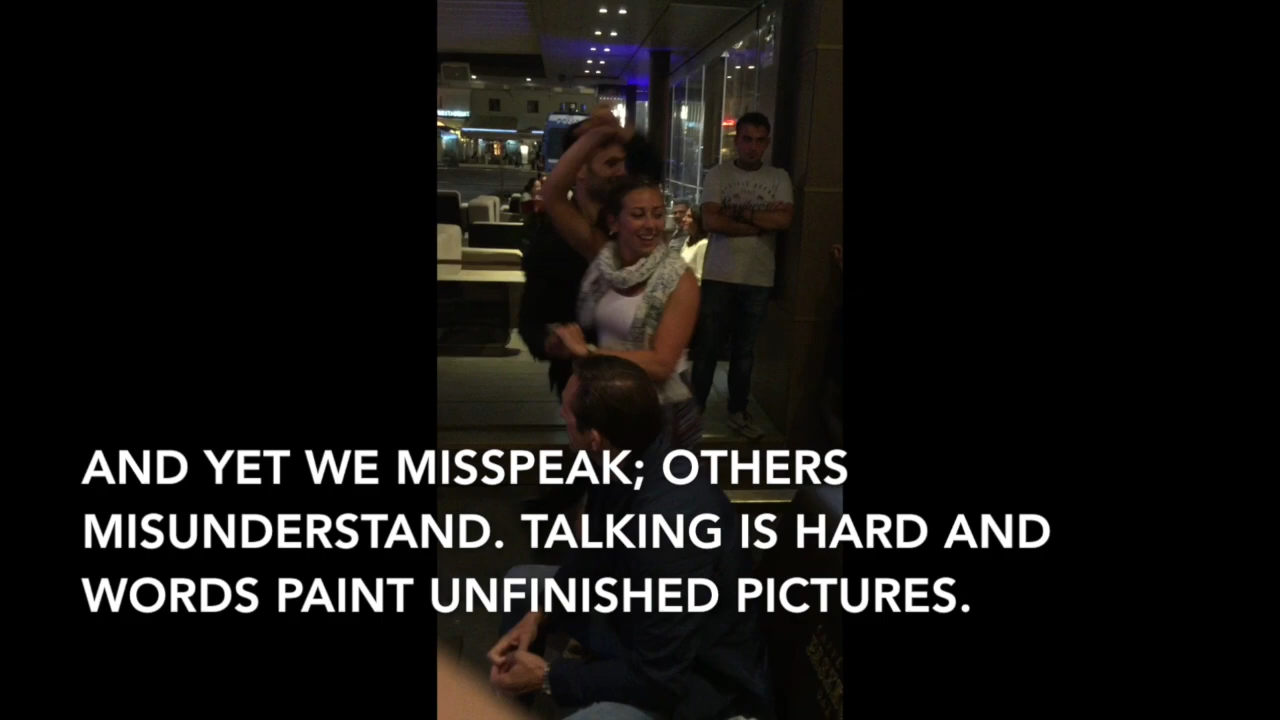 AND YET WE MISSPEAK; OTHERS
MISUNDERSTAND. TALKING IS HARD AND
WORDS PAINT UNFINISHED PICTURES.